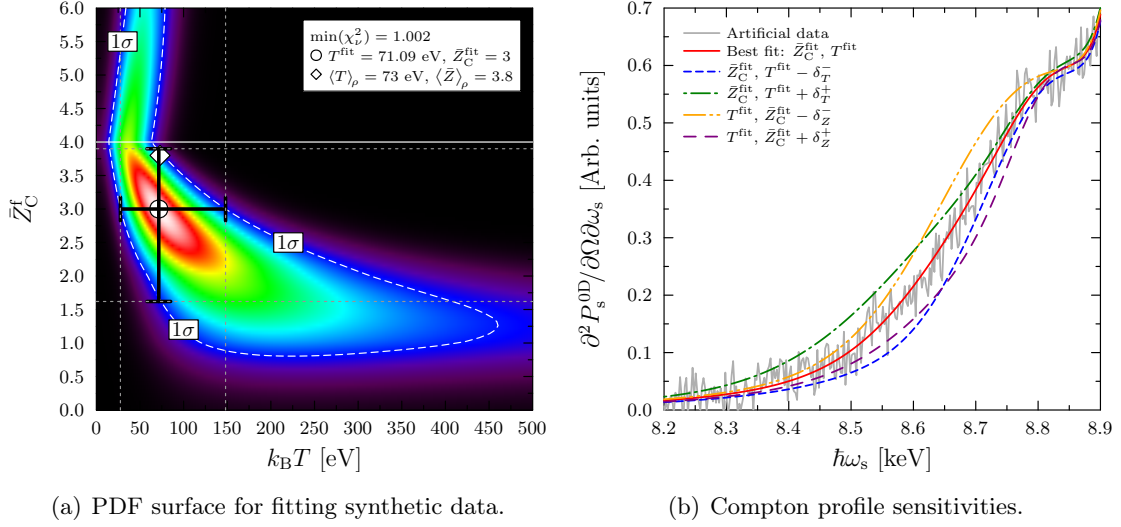 min(χ²ᵥ) = 1.002
T^fit = 71.09 eV, Z̄_C^fit = 3
⟨T⟩_ρ = 73 eV, ⟨Z̄⟩_ρ = 3.8
1σ
1σ
1σ
6.0
5.5
5.0
4.5
4.0
3.5
3.0
2.5
2.0
1.5
1.0
0.5
0.0
Z̄_C^f
0 50 100 150 200 250 300 350 400 450 500
k_B T [eV]
(a) PDF surface for fitting synthetic data.
Artificial data
Best fit: Z̄_C^fit, T^fit
Z̄_C^fit, T^fit − δ_T^−
Z̄_C^fit, T^fit + δ_T^+
T^fit, Z̄_C^fit − δ_Z^−
T^fit, Z̄_C^fit + δ_Z^+
0.7
0.6
0.5
0.4
0.3
0.2
0.1
0.0
∂²P_s^0D/∂Ω∂ω_s [Arb. units]
8.2 8.3 8.4 8.5 8.6 8.7 8.8 8.9
ħω_s [keV]
(b) Compton profile sensitivities.